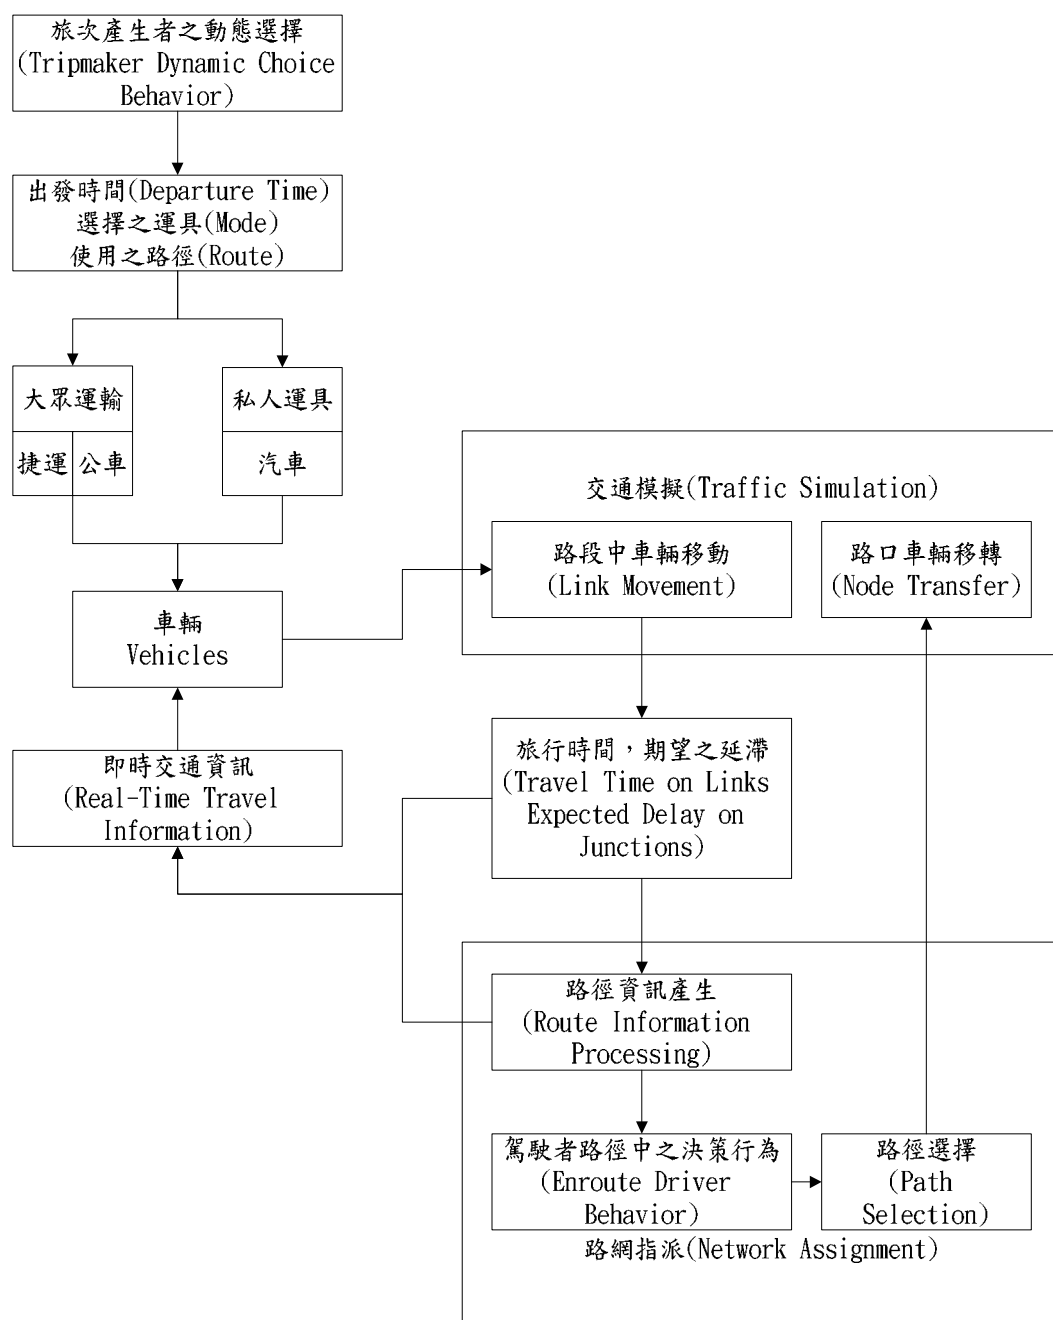 旅次產生者之動態選擇
(Tripmaker Dynamic Choice
Behavior)
出發時間(Departure Time)
選擇之運具(Mode)
使用之路徑(Route)
大眾運輸
私人運具
捷運
公車
汽車
交通模擬(Traffic Simulation)
路段中車輛移動
(Link Movement)
路口車輛移轉
(Node Transfer)
車輛
Vehicles
旅行時間，期望之延滯
(Travel Time on Links
Expected Delay on
Junctions)
即時交通資訊
(Real-Time Travel
Information)
路徑資訊產生
(Route Information
Processing)
駕駛者路徑中之決策行為
(Enroute Driver
Behavior)
路徑選擇
(Path
Selection)
路網指派(Network Assignment)